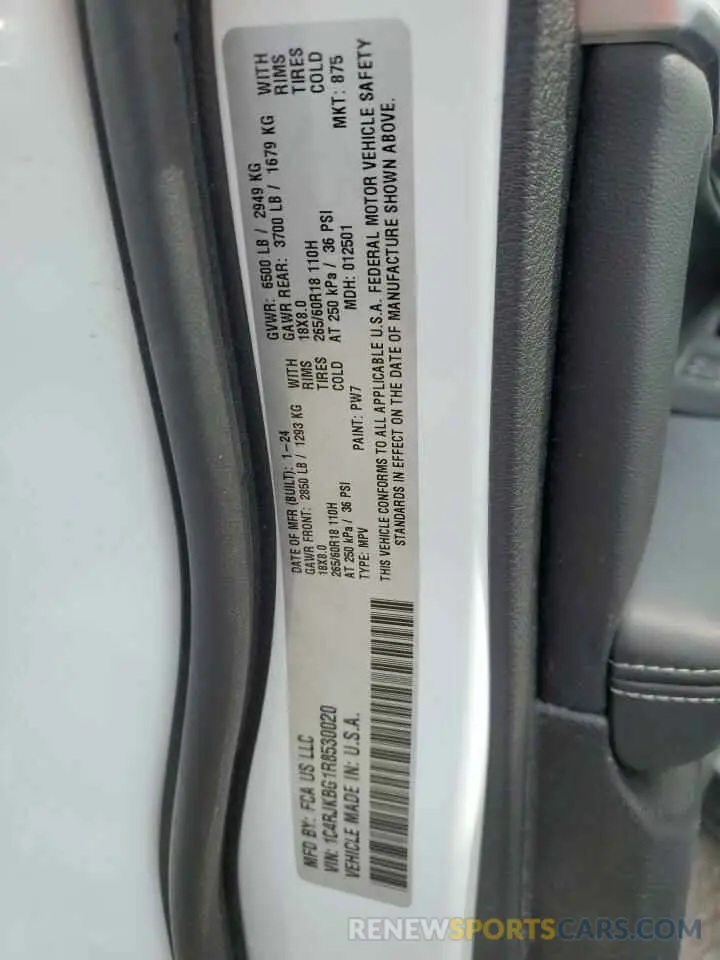 MFD BY: FCA US LLC
VIN: 1C4RJKBG1R8530020
VEHICLE MADE IN: U.S.A.
DATE OF MFR (BUILT): 1-24
GAWR FRONT: 2850 LB / 1293 KG WITH
18X8.0 RIMS
265/60R18 110H TIRES
AT 250 kPa / 36 PSI COLD
TYPE: MPV PAINT: PW7
GVWR: 6500 LB / 2949 KG
GAWR REAR: 3700 LB / 1679 KG WITH
18X8.0 RIMS
265/60R18 110H TIRES
AT 250 kPa / 36 PSI COLD
MDH: 012501 MKT: 875
THIS VEHICLE CONFORMS TO ALL APPLICABLE U.S.A. FEDERAL MOTOR VEHICLE SAFETY
STANDARDS IN EFFECT ON THE DATE OF MANUFACTURE SHOWN ABOVE.
RENEWSPORTSCARS.COM